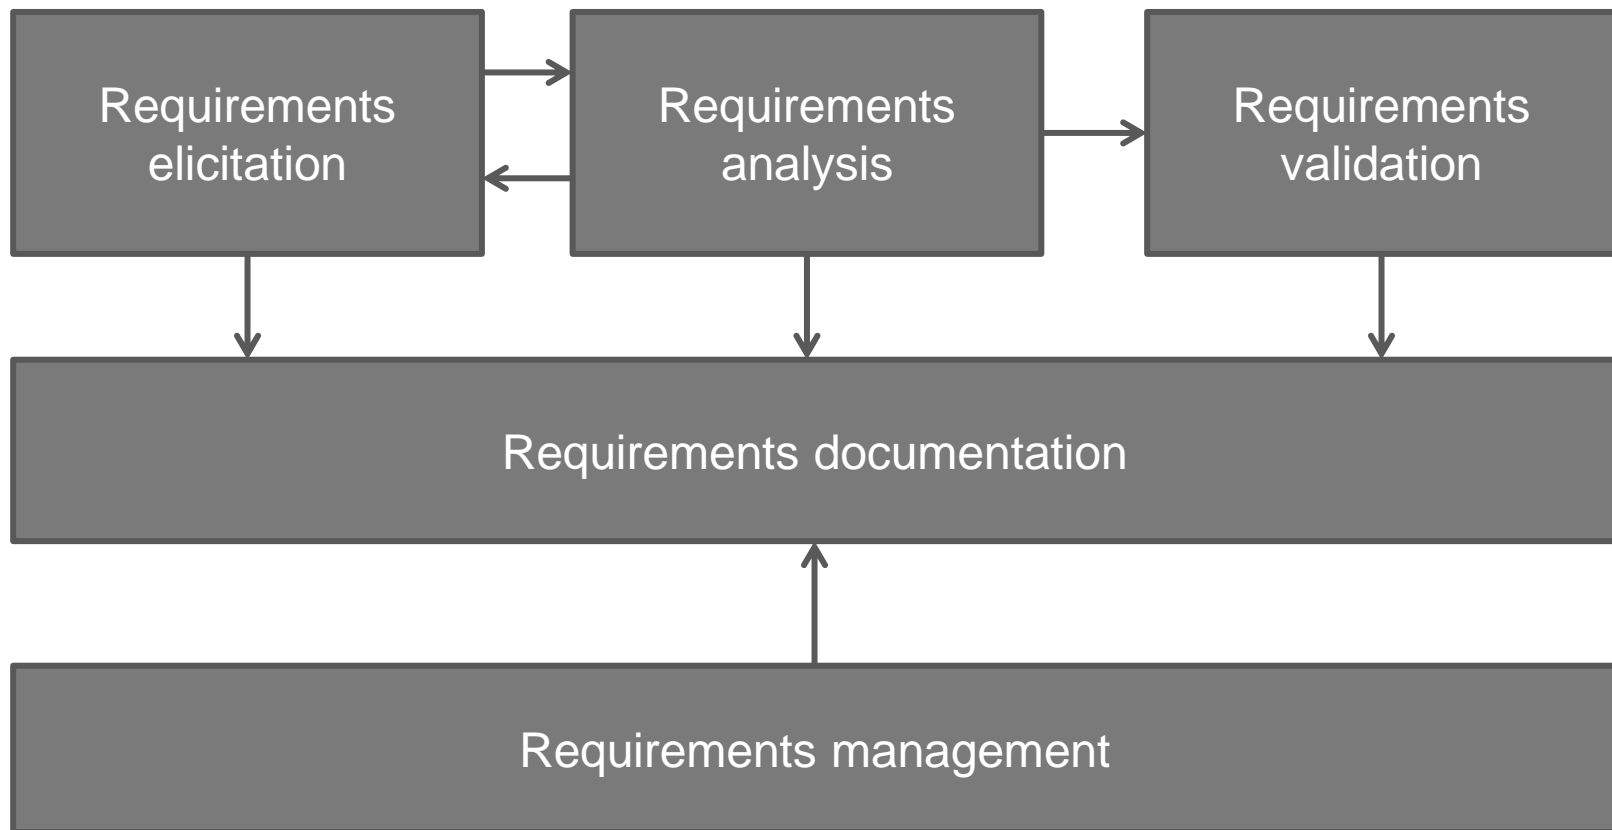 Requirements
elicitation
Requirements
analysis
Requirements
validation
Requirements documentation
Requirements management